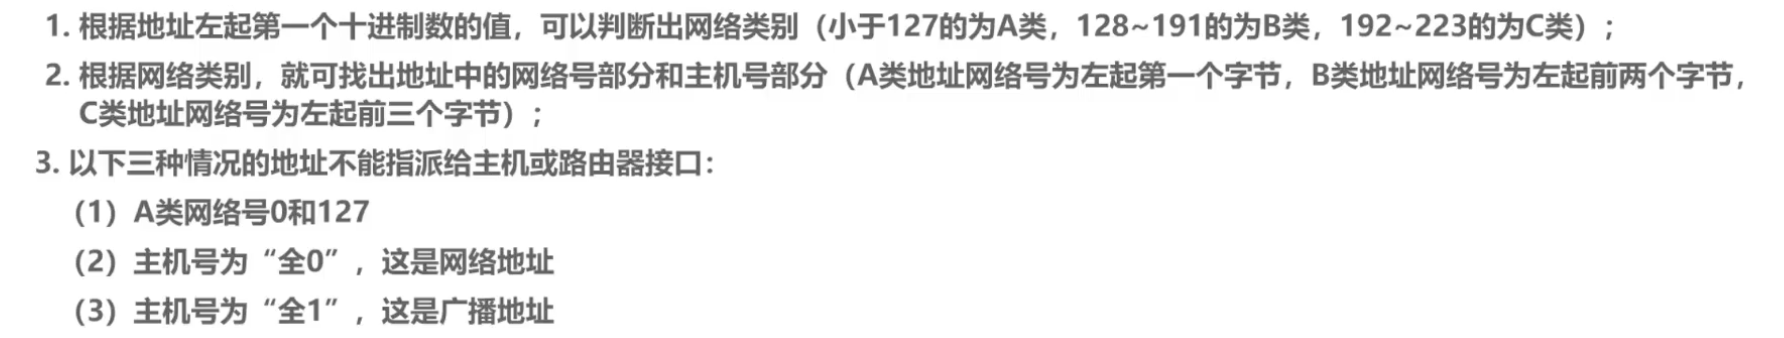 1. 根据地址左起第一个十进制数的值，可以判断出网络类别（小于127的为A类，128~191的为B类，192~223的为C类）；
2. 根据网络类别，就可找出地址中的网络号部分和主机号部分（A类地址网络号为左起第一个字节，B类地址网络号为左起前两个字节，
C类地址网络号为左起前三个字节）；
3. 以下三种情况的地址不能指派给主机或路由器接口：
（1）A类网络号0和127
（2）主机号为“全0”，这是网络地址
（3）主机号为“全1”，这是广播地址